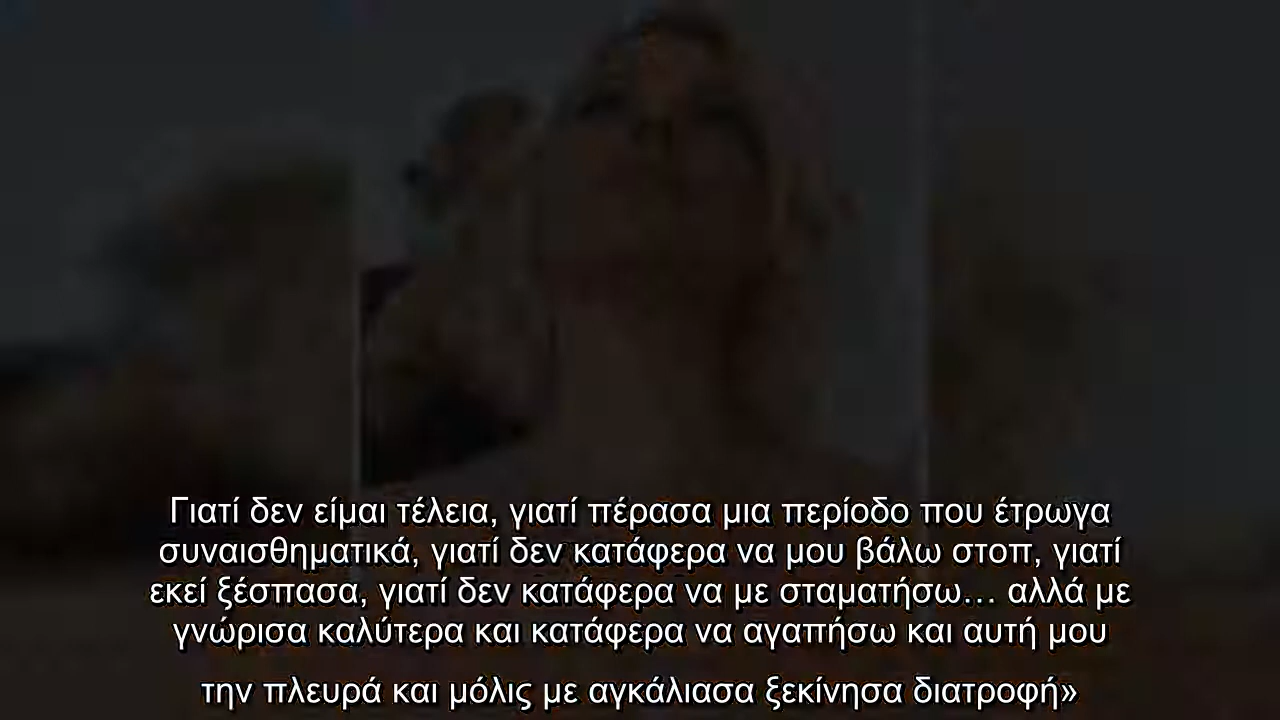 Γιατί δεν είμαι τέλεια, γιατί πέρασα μια περίοδο που έτρωγα
συναισθηματικά, γιατί δεν κατάφερα να μου βάλω στοπ, γιατί
εκεί ξέσπασα, γιατί δεν κατάφερα να με σταματήσω… αλλά με
γνώρισα καλύτερα και κατάφερα να αγαπήσω και αυτή μου
την πλευρά και μόλις με αγκάλιασα ξεκίνησα διατροφή»